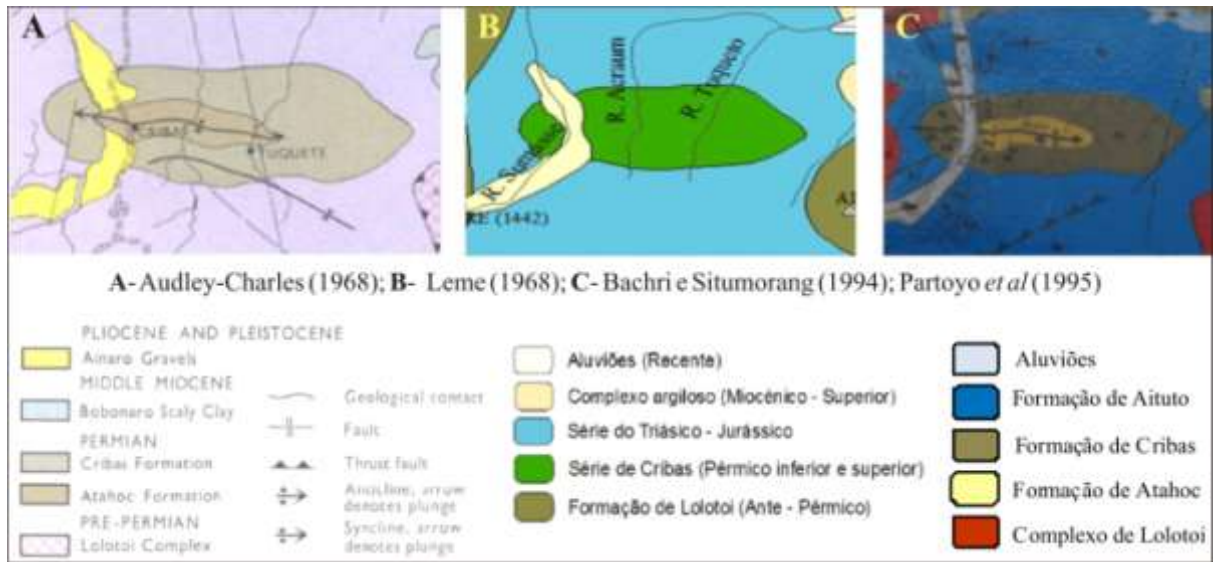 A
CRIBAS
TUQUETE
B
R. Sumasse
R. Acraum
R. Tuqueto
RE (1442)
C
A- Audley-Charles (1968); B- Leme (1968); C- Bachri e Situmorang (1994); Partoyo et al (1995)
PLIOCENE AND PLEISTOCENE
Ainaro Gravels
MIDDLE MIOCENE
Bobonaro Scaly Clay
PERMIAN
Cribas Formation
Atahoc Formation
PRE-PERMIAN
Lolotoi Complex
Geological contact
Fault
Thrust fault
Anticline, arrow
denotes plunge
Syncline, arrow
denotes plunge
Aluviões (Recente)
Complexo argiloso (Miocénico - Superior)
Série do Triásico - Jurássico
Série de Cribas (Pérmico inferior e superior)
Formação de Lolotoi (Ante - Pérmico)
Aluviões
Formação de Aituto
Formação de Cribas
Formação de Atahoc
Complexo de Lolotoi